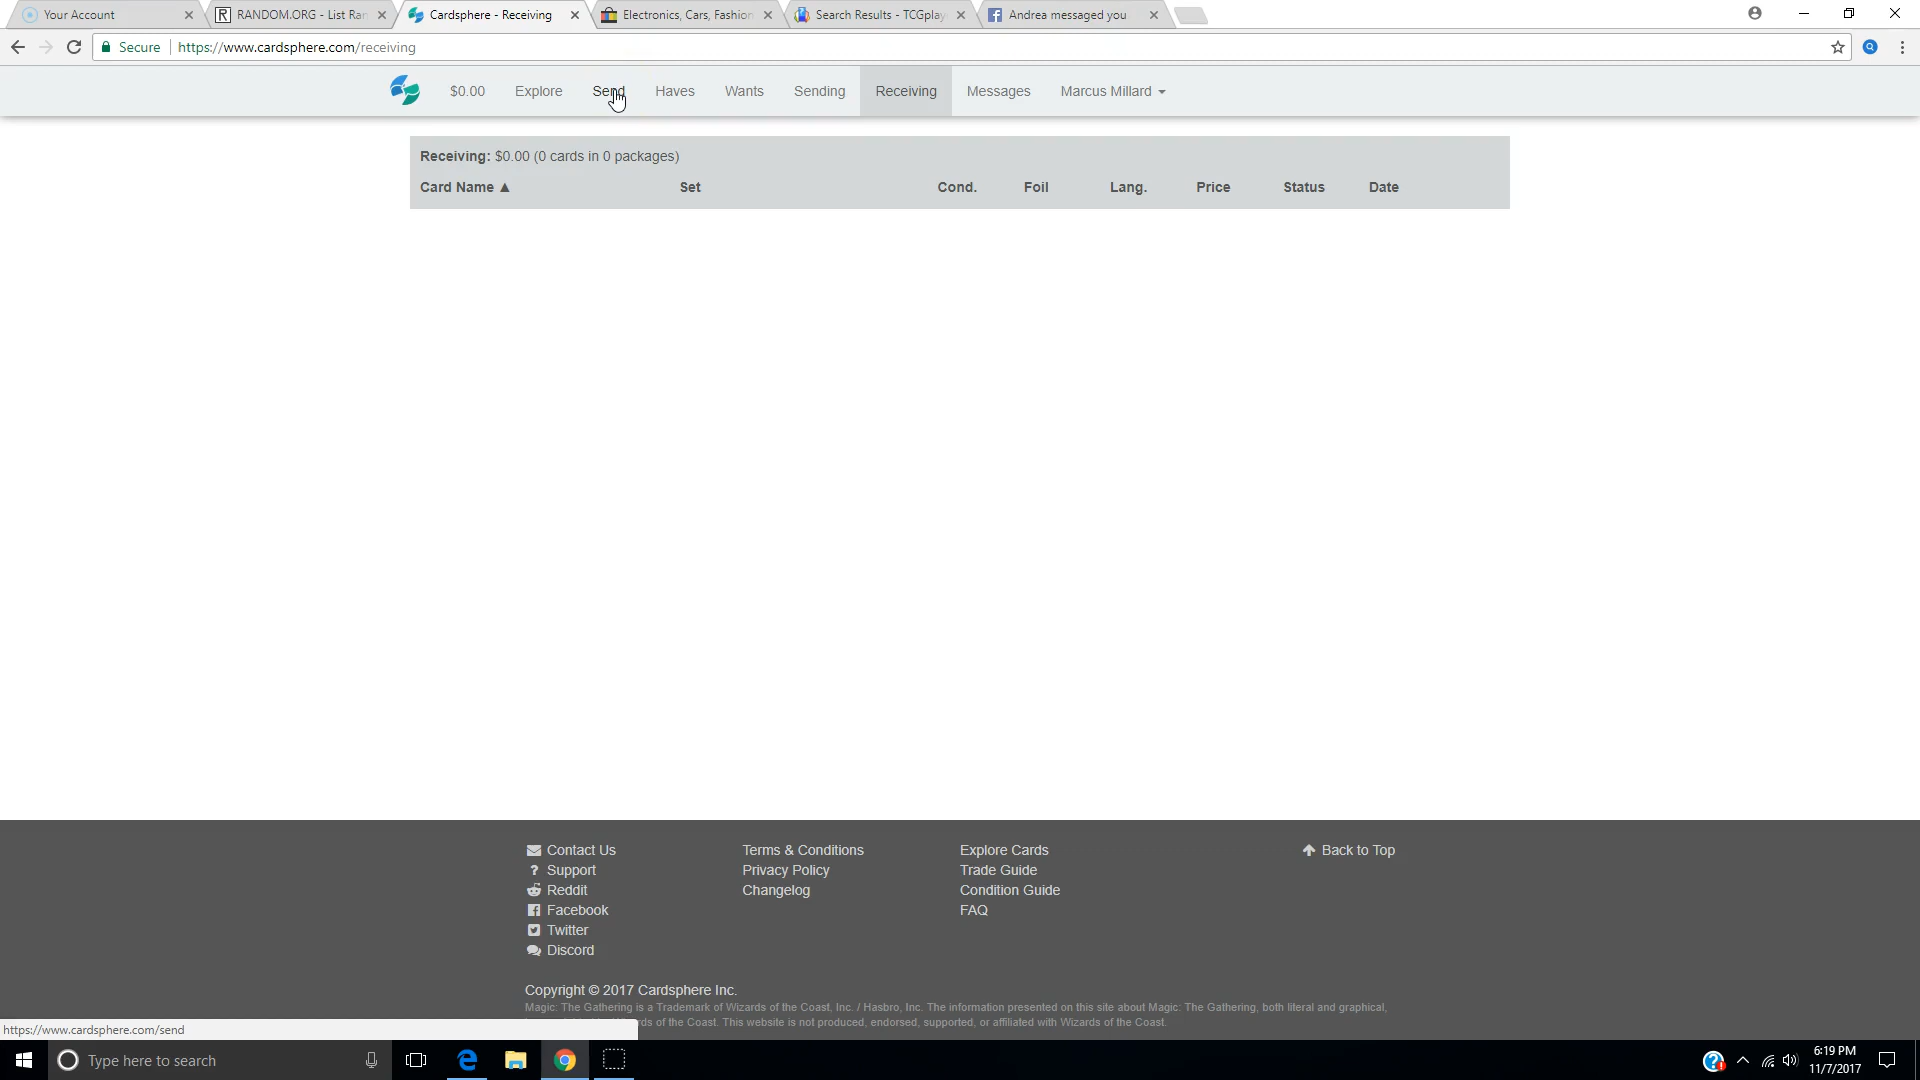 Your Account
RANDOM.ORG - List Ran
Cardsphere - Receiving
Electronics, Cars, Fashion
Search Results - TCGplay
Andrea messaged you
Secure
https://www.cardsphere.com/receiving
$0.00
Explore
Send
Haves
Wants
Sending
Receiving
Messages
Marcus Millard
Receiving: $0.00 (0 cards in 0 packages)
Card Name ▲ Set Cond. Foil Lang. Price Status Date
Contact Us
Support
Reddit
Facebook
Twitter
Discord
Terms & Conditions
Privacy Policy
Changelog
Explore Cards
Trade Guide
Condition Guide
FAQ
Back to Top
Copyright © 2017 Cardsphere Inc.
Magic: The Gathering is a Trademark of Wizards of the Coast, Inc. / Hasbro, Inc. The information presented on this site about Magic: The Gathering, both literal and graphical,
rds of the Coast. This website is not produced, endorsed, supported, or affiliated with Wizards of the Coast.
https://www.cardsphere.com/send
Type here to search
6:19 PM
11/7/2017